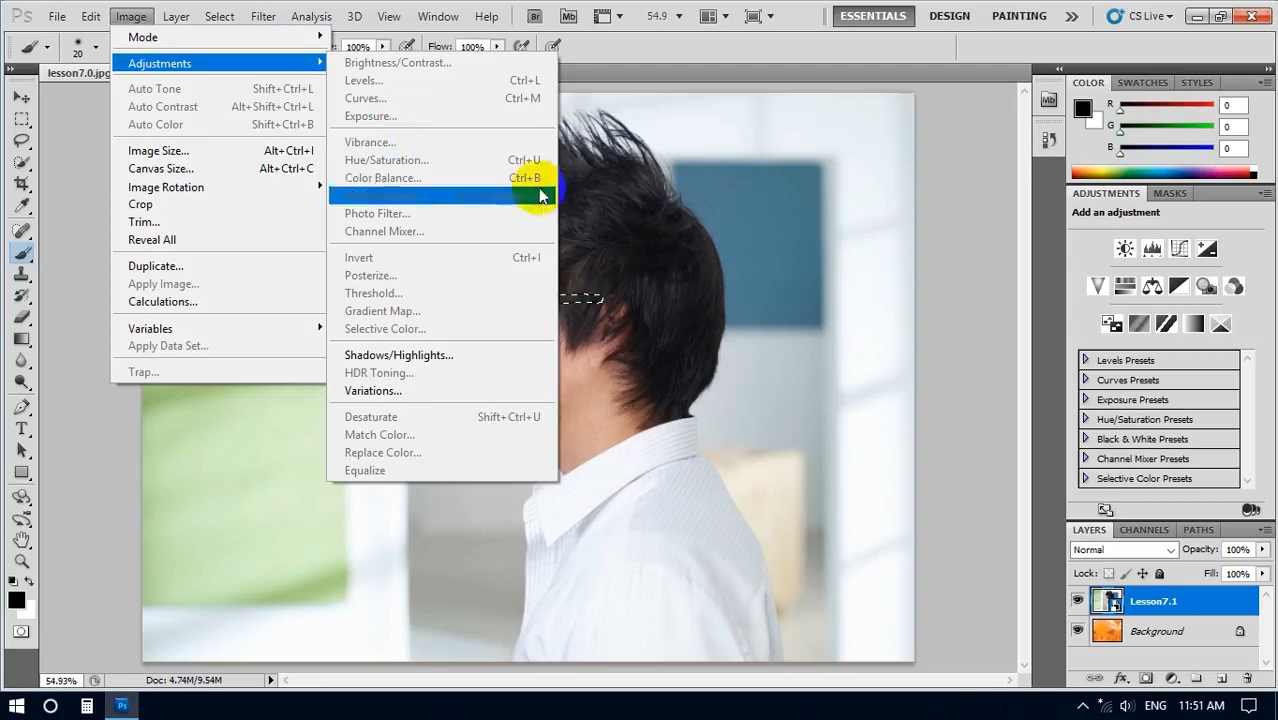 Ps File Edit Image Layer Select Filter Analysis 3D View Window Help Br Mb 54.9 ESSENTIALS DESIGN PAINTING CS Live
20 100% Flow: 100%
lesson7.0.jpg
Mode
Adjustments
Auto Tone Shift+Ctrl+L
Auto Contrast Alt+Shift+Ctrl+L
Auto Color Shift+Ctrl+B
Image Size... Alt+Ctrl+I
Canvas Size... Alt+Ctrl+C
Image Rotation
Crop
Trim...
Reveal All
Duplicate...
Apply Image...
Calculations...
Variables
Apply Data Set...
Trap...
Brightness/Contrast...
Levels... Ctrl+L
Curves... Ctrl+M
Exposure...
Vibrance...
Hue/Saturation... Ctrl+U
Color Balance... Ctrl+B
Photo Filter...
Channel Mixer...
Invert Ctrl+I
Posterize...
Threshold...
Gradient Map...
Selective Color...
Shadows/Highlights...
HDR Toning...
Variations...
Desaturate Shift+Ctrl+U
Match Color...
Replace Color...
Equalize
Mb
COLOR SWATCHES STYLES
R 0
G 0
B 0
ADJUSTMENTS MASKS
Add an adjustment
Levels Presets
Curves Presets
Exposure Presets
Hue/Saturation Presets
Black & White Presets
Channel Mixer Presets
Selective Color Presets
LAYERS CHANNELS PATHS
Normal Opacity: 100%
Lock: Fill: 100%
Lesson7.1
Background
54.93% Doc: 4.74M/9.54M
Ps ENG 11:51 AM